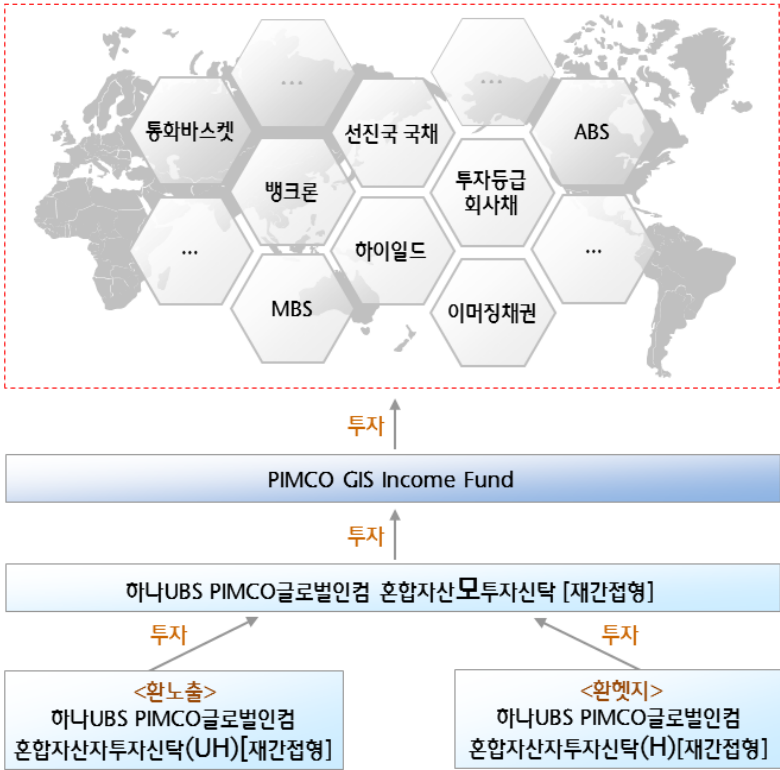 ...
...
통화바스켓
선진국 국채
ABS
뱅크론
투자등급
회사채
...
하이일드
...
MBS
이머징채권
투자
PIMCO GIS Income Fund
투자
하나UBS PIMCO글로벌인컴 혼합자산모투자신탁 [재간접형]
투자
투자
<환노출>
하나UBS PIMCO글로벌인컴
혼합자산자투자신탁(UH)[재간접형]
<환헷지>
하나UBS PIMCO글로벌인컴
혼합자산자투자신탁(H)[재간접형]